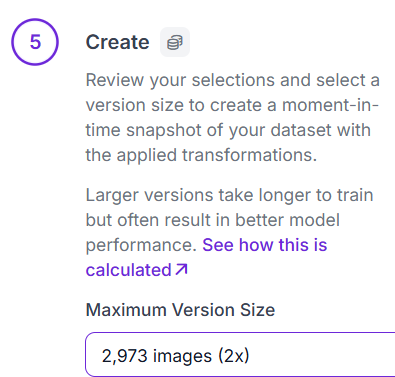 5
Create
Review your selections and select a
version size to create a moment-in-
time snapshot of your dataset with
the applied transformations.
Larger versions take longer to train
but often result in better model
performance. See how this is
calculated
Maximum Version Size
2,973 images (2x)